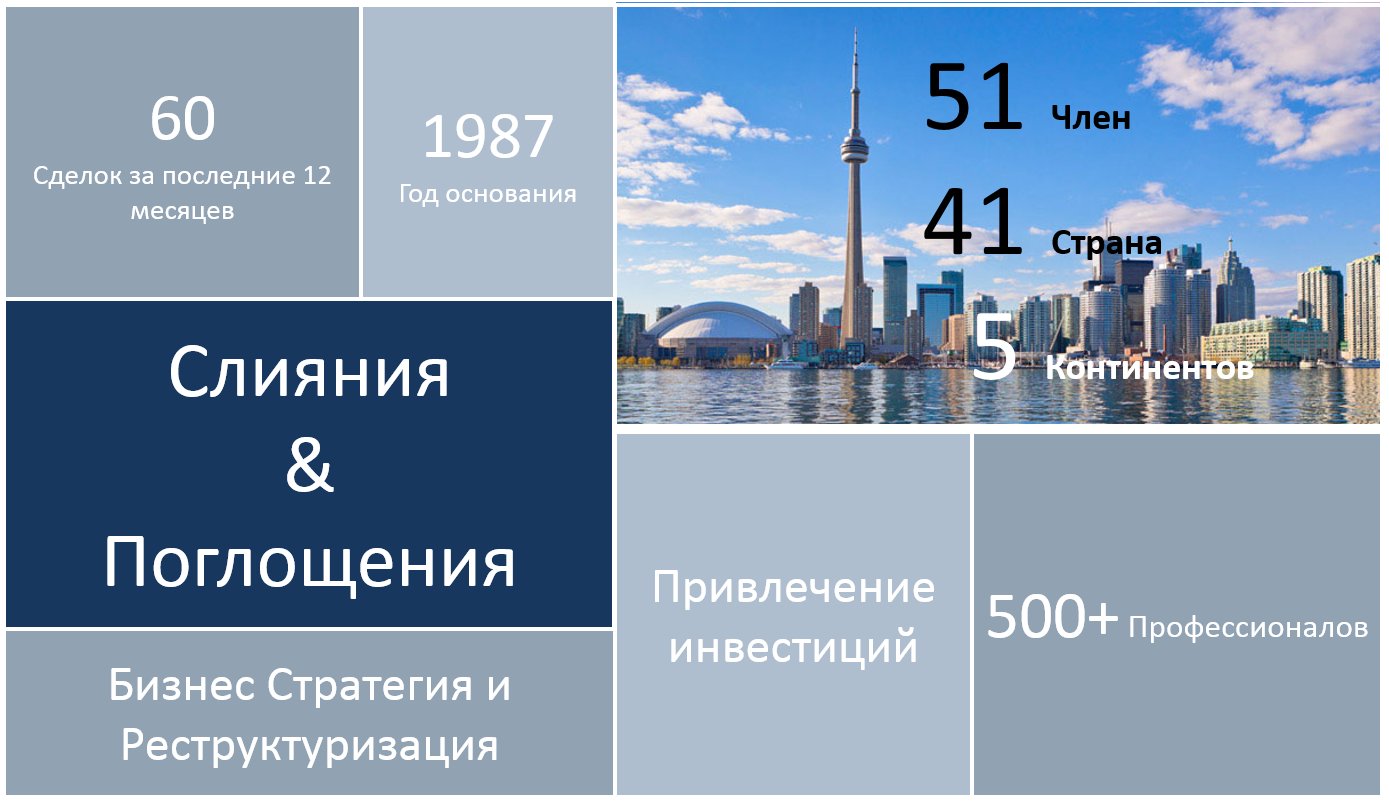 60
Сделок за последние 12
месяцев
1987
Год основания
51 Член
41 Страна
5 Континентов
Слияния
&
Поглощения
Бизнес Стратегия и
Реструктуризация
Привлечение
инвестиций
500+ Профессионалов